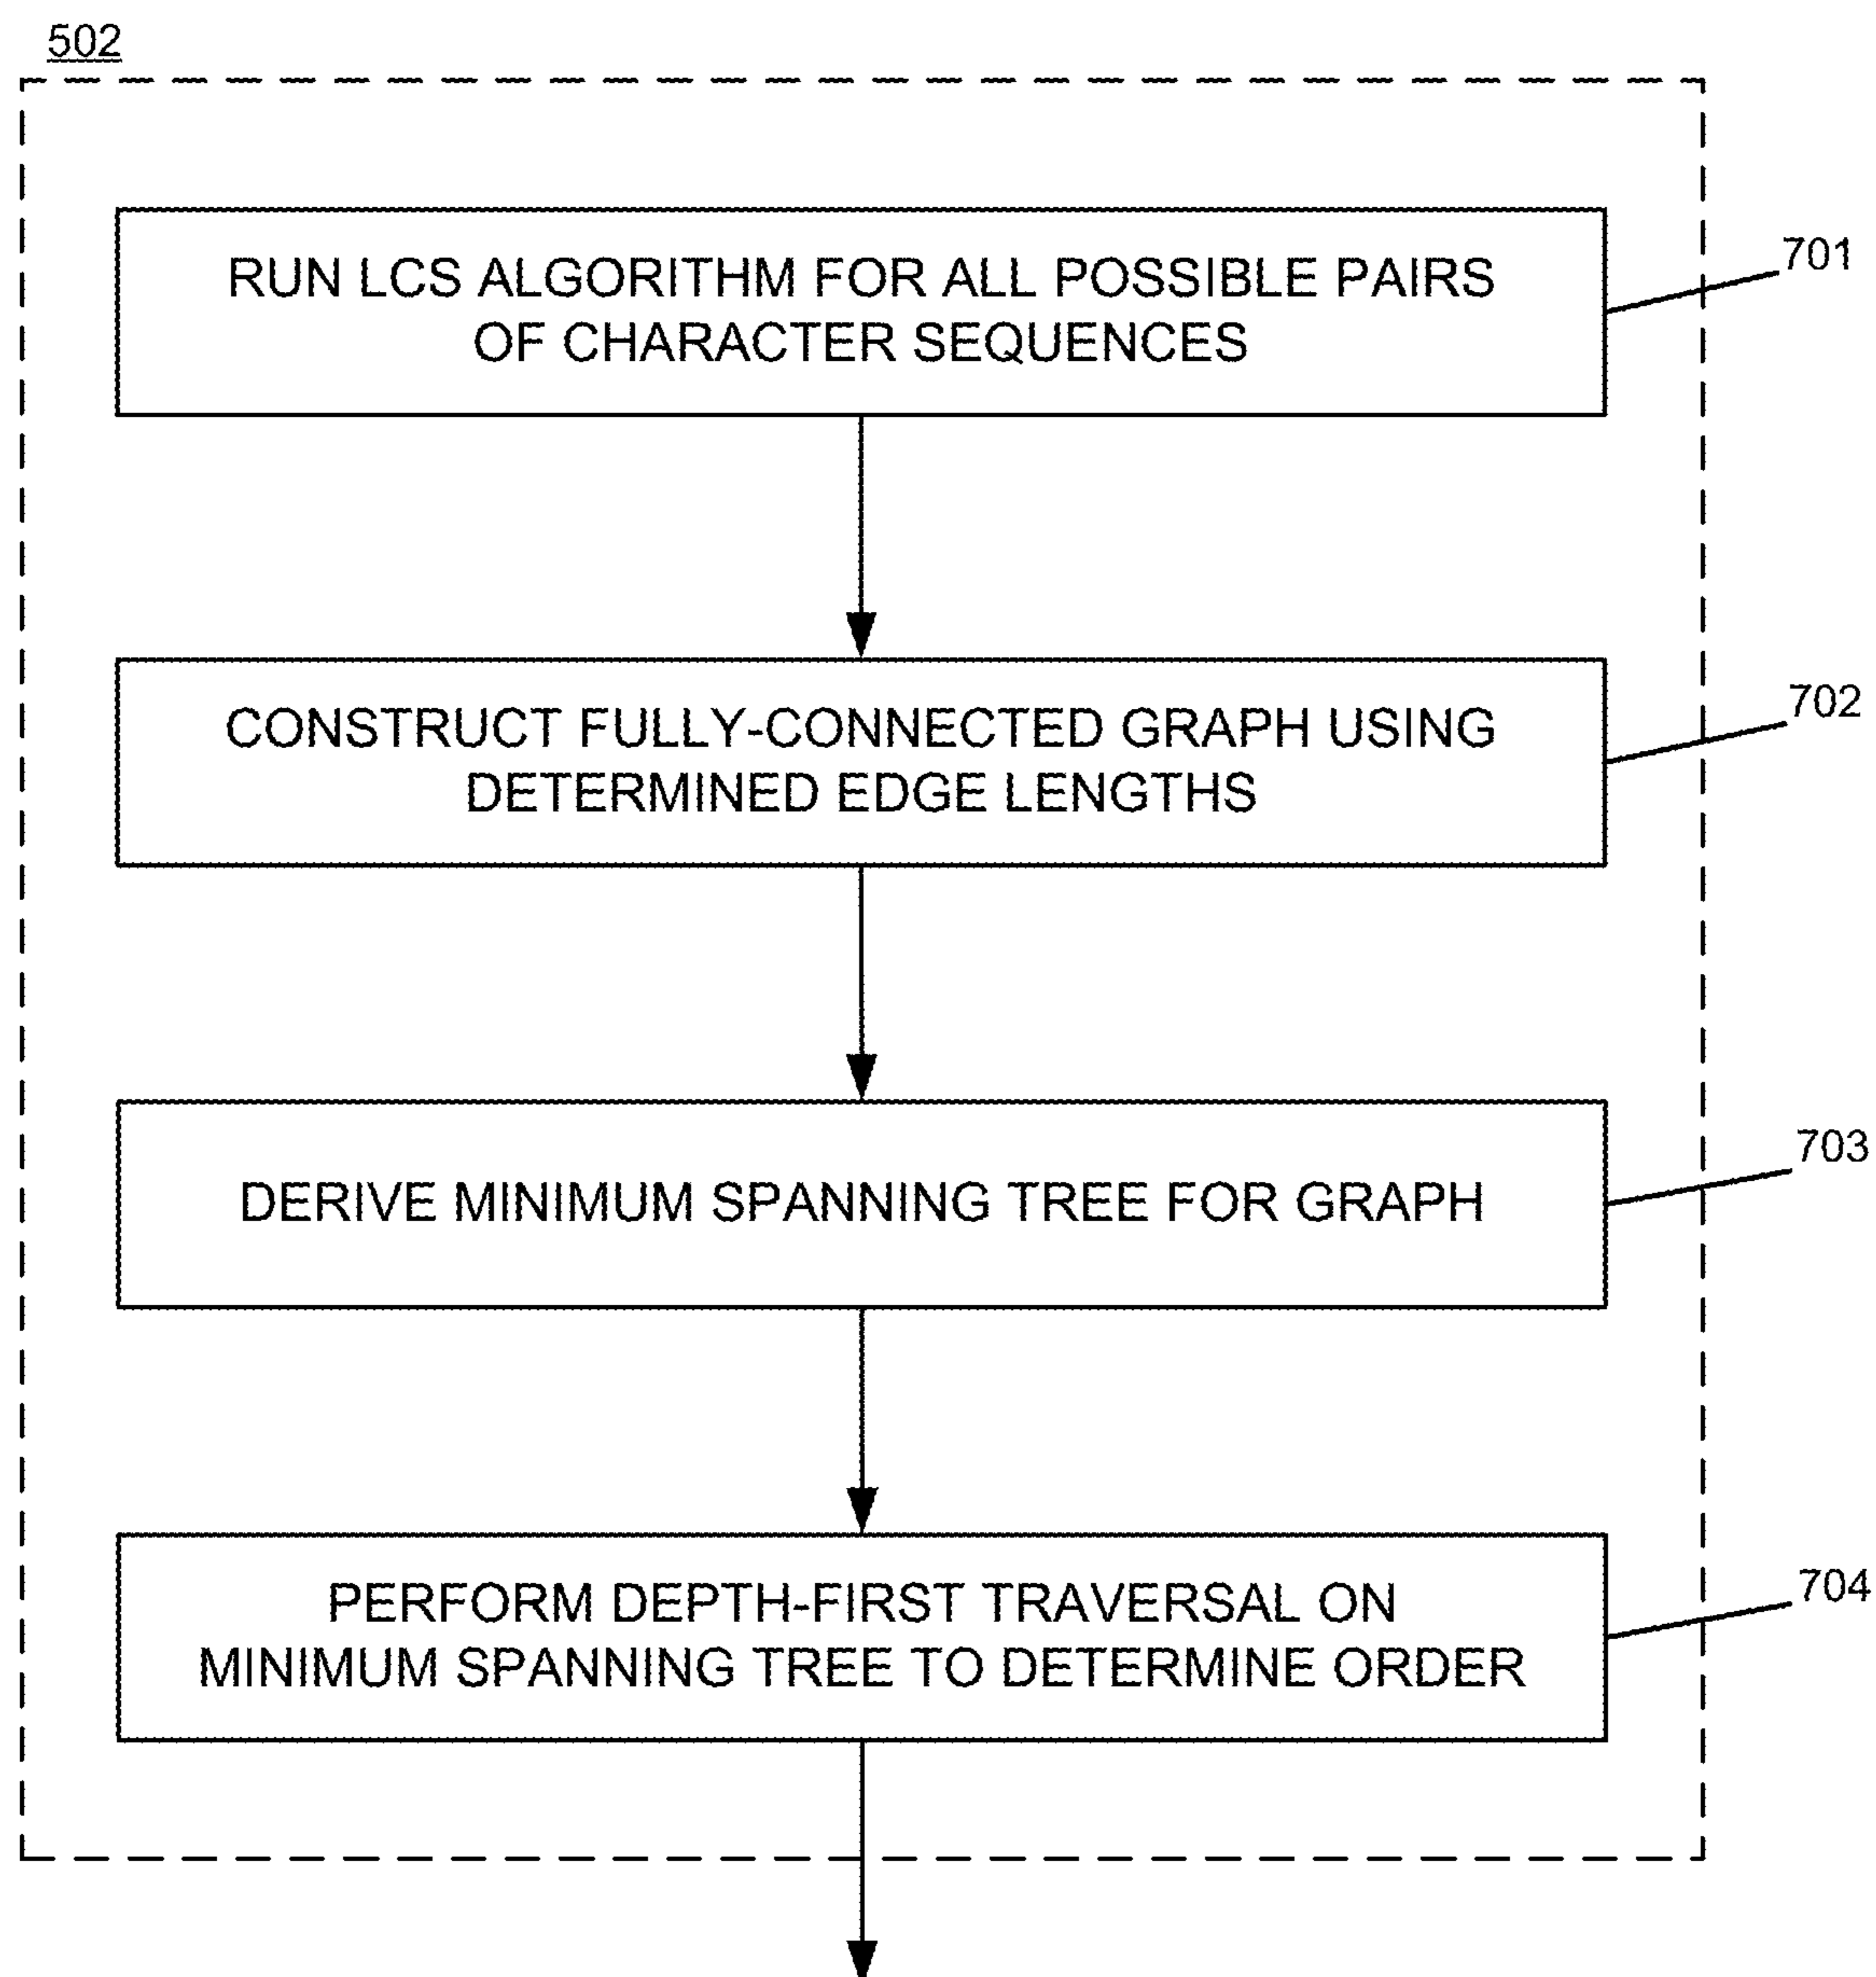 502
RUN LCS ALGORITHM FOR ALL POSSIBLE PAIRS
OF CHARACTER SEQUENCES
701
CONSTRUCT FULLY-CONNECTED GRAPH USING
DETERMINED EDGE LENGTHS
702
DERIVE MINIMUM SPANNING TREE FOR GRAPH
703
PERFORM DEPTH-FIRST TRAVERSAL ON
MINIMUM SPANNING TREE TO DETERMINE ORDER
704